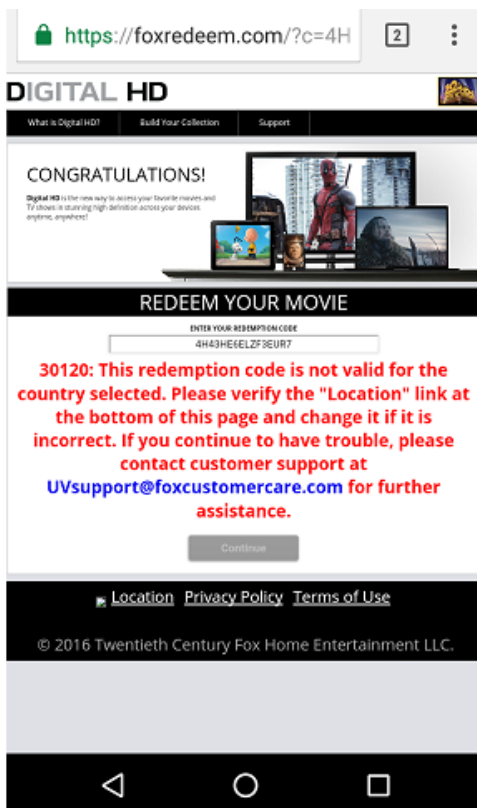 https://foxredeem.com/?c=4H
2
DIGITAL HD
What is Digital HD? Build Your Collection Support
CONGRATULATIONS!
Digital HD is the new way to access your favorite movies and
TV shows in stunning high definition across your devices
anytime, anywhere!
REDEEM YOUR MOVIE
ENTER YOUR REDEMPTION CODE
4H43HE6ELZF3EUR7
30120: This redemption code is not valid for the
country selected. Please verify the "Location" link at
the bottom of this page and change it if it is
incorrect. If you continue to have trouble, please
contact customer support at
UVsupport@foxcustomercare.com for further
assistance.
Continue
Location Privacy Policy Terms of Use
© 2016 Twentieth Century Fox Home Entertainment LLC.